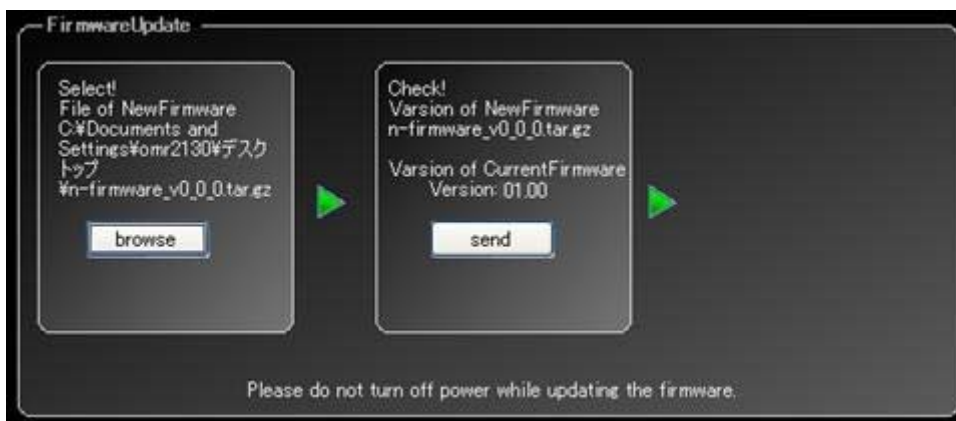 FirmwareUpdate
Select!
File of NewFirmware
C:¥Documents and
Settings¥omr2130¥デスク
トップ
¥n-firmware_v0_0_0.tar.gz
browse
Check!
Varsion of NewFirmware
n-firmware_v0_0_0.tar.gz
Varsion of CurrentFirmware
Version: 01.00
send
Please do not turn off power while updating the firmware.